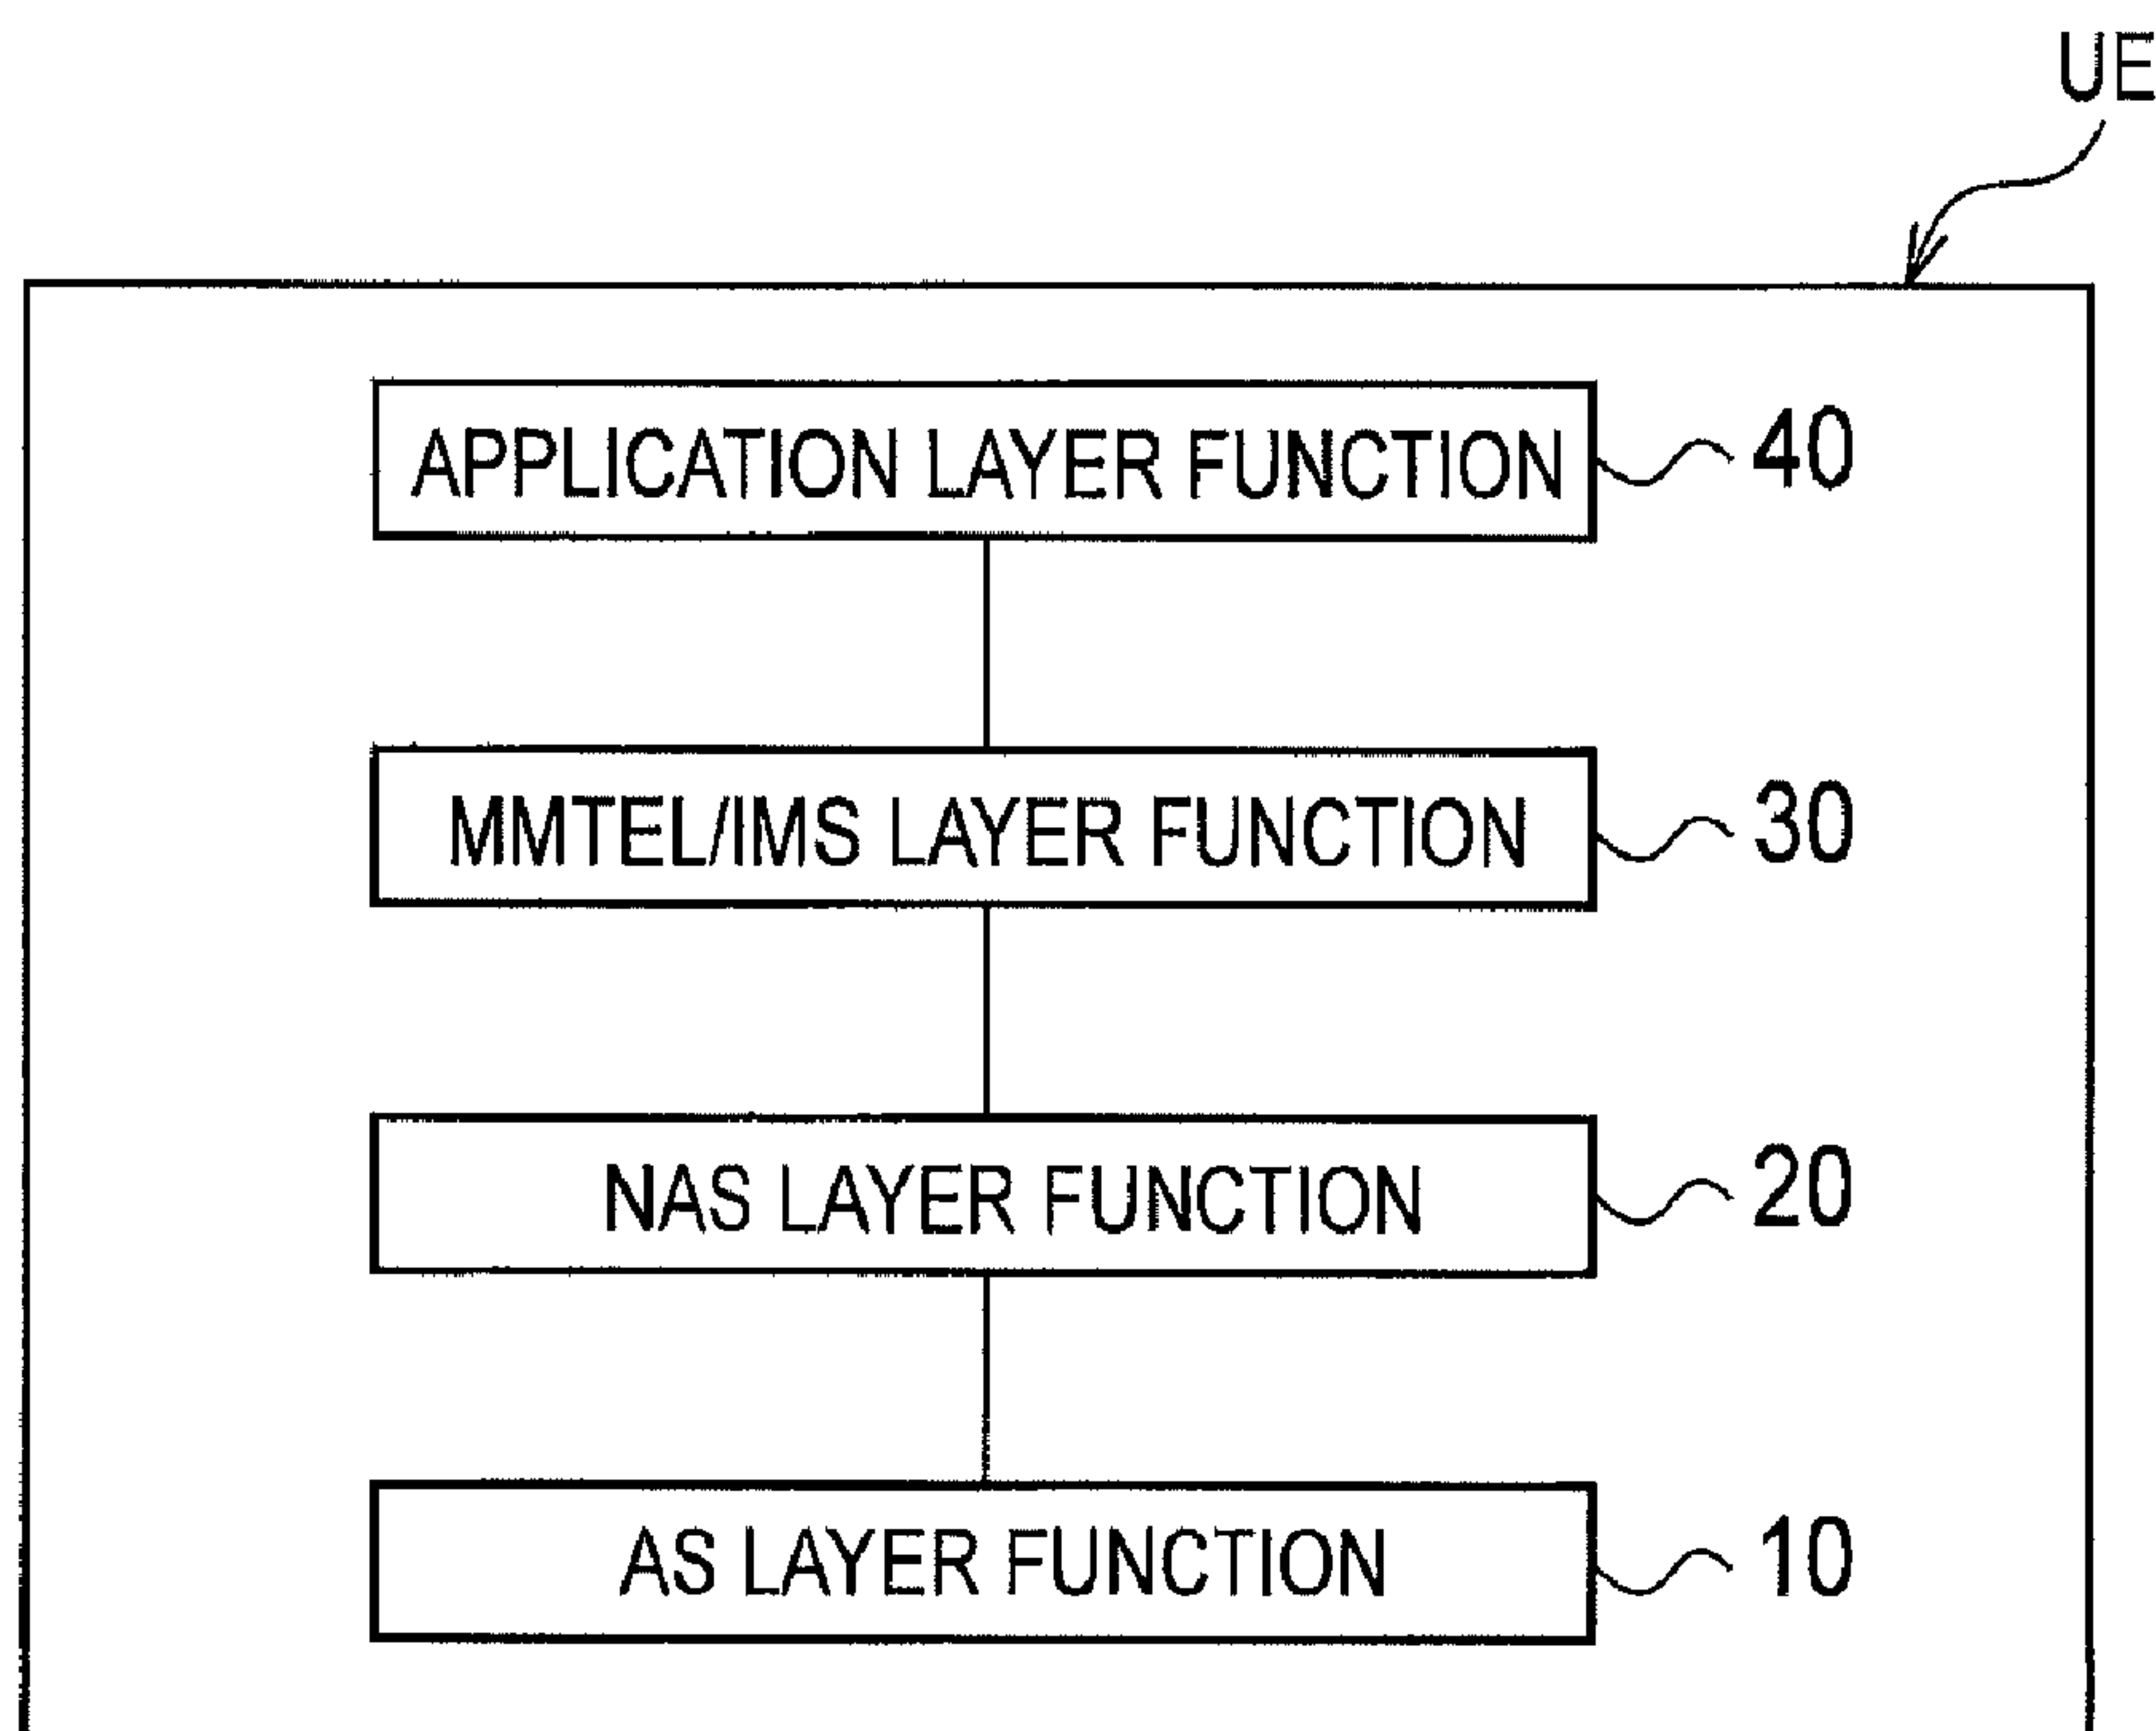 UE
APPLICATION LAYER FUNCTION 40
MMTEL/IMS LAYER FUNCTION 30
NAS LAYER FUNCTION 20
AS LAYER FUNCTION 10